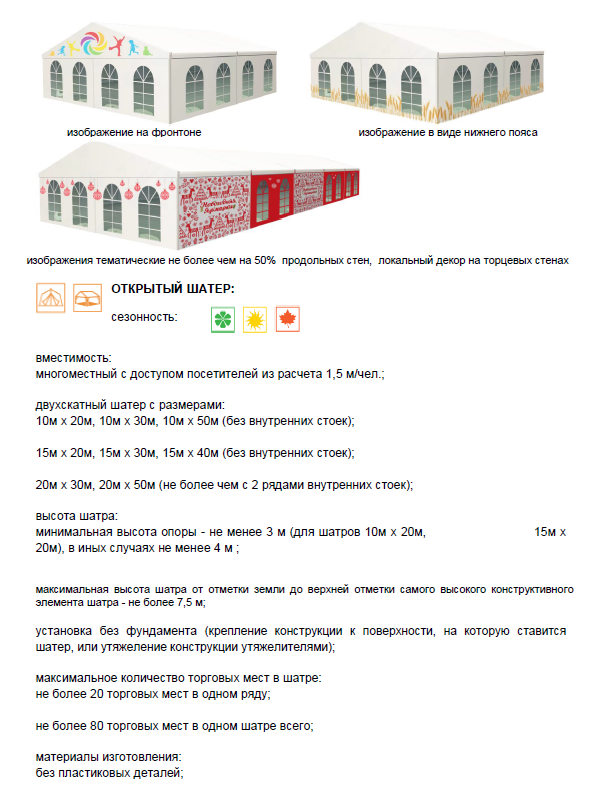 изображение на фронтоне
изображение в виде нижнего пояса
изображения тематические не более чем на 50% продольных стен, локальный декор на торцевых стенах
ОТКРЫТЫЙ ШАТЕР:
сезонность:
вместимость:
многоместный с доступом посетителей из расчета 1,5 м/чел.;
двухскатный шатер с размерами:
10м х 20м, 10м х 30м, 10м х 50м (без внутренних стоек);
15м х 20м, 15м х 30м, 15м х 40м (без внутренних стоек);
20м х 30м, 20м х 50м (не более чем с 2 рядами внутренних стоек);
высота шатра:
минимальная высота опоры - не менее 3 м (для шатров 10м х 20м, 15м х
20м), в иных случаях не менее 4 м ;
максимальная высота шатра от отметки земли до верхней отметки самого высокого конструктивного
элемента шатра - не более 7,5 м;
установка без фундамента (крепление конструкции к поверхности, на которую ставится
шатер, или утяжеление конструкции утяжелителями);
максимальное количество торговых мест в шатре:
не более 20 торговых мест в одном ряду;
не более 80 торговых мест в одном шатре всего;
материалы изготовления:
без пластиковых деталей;